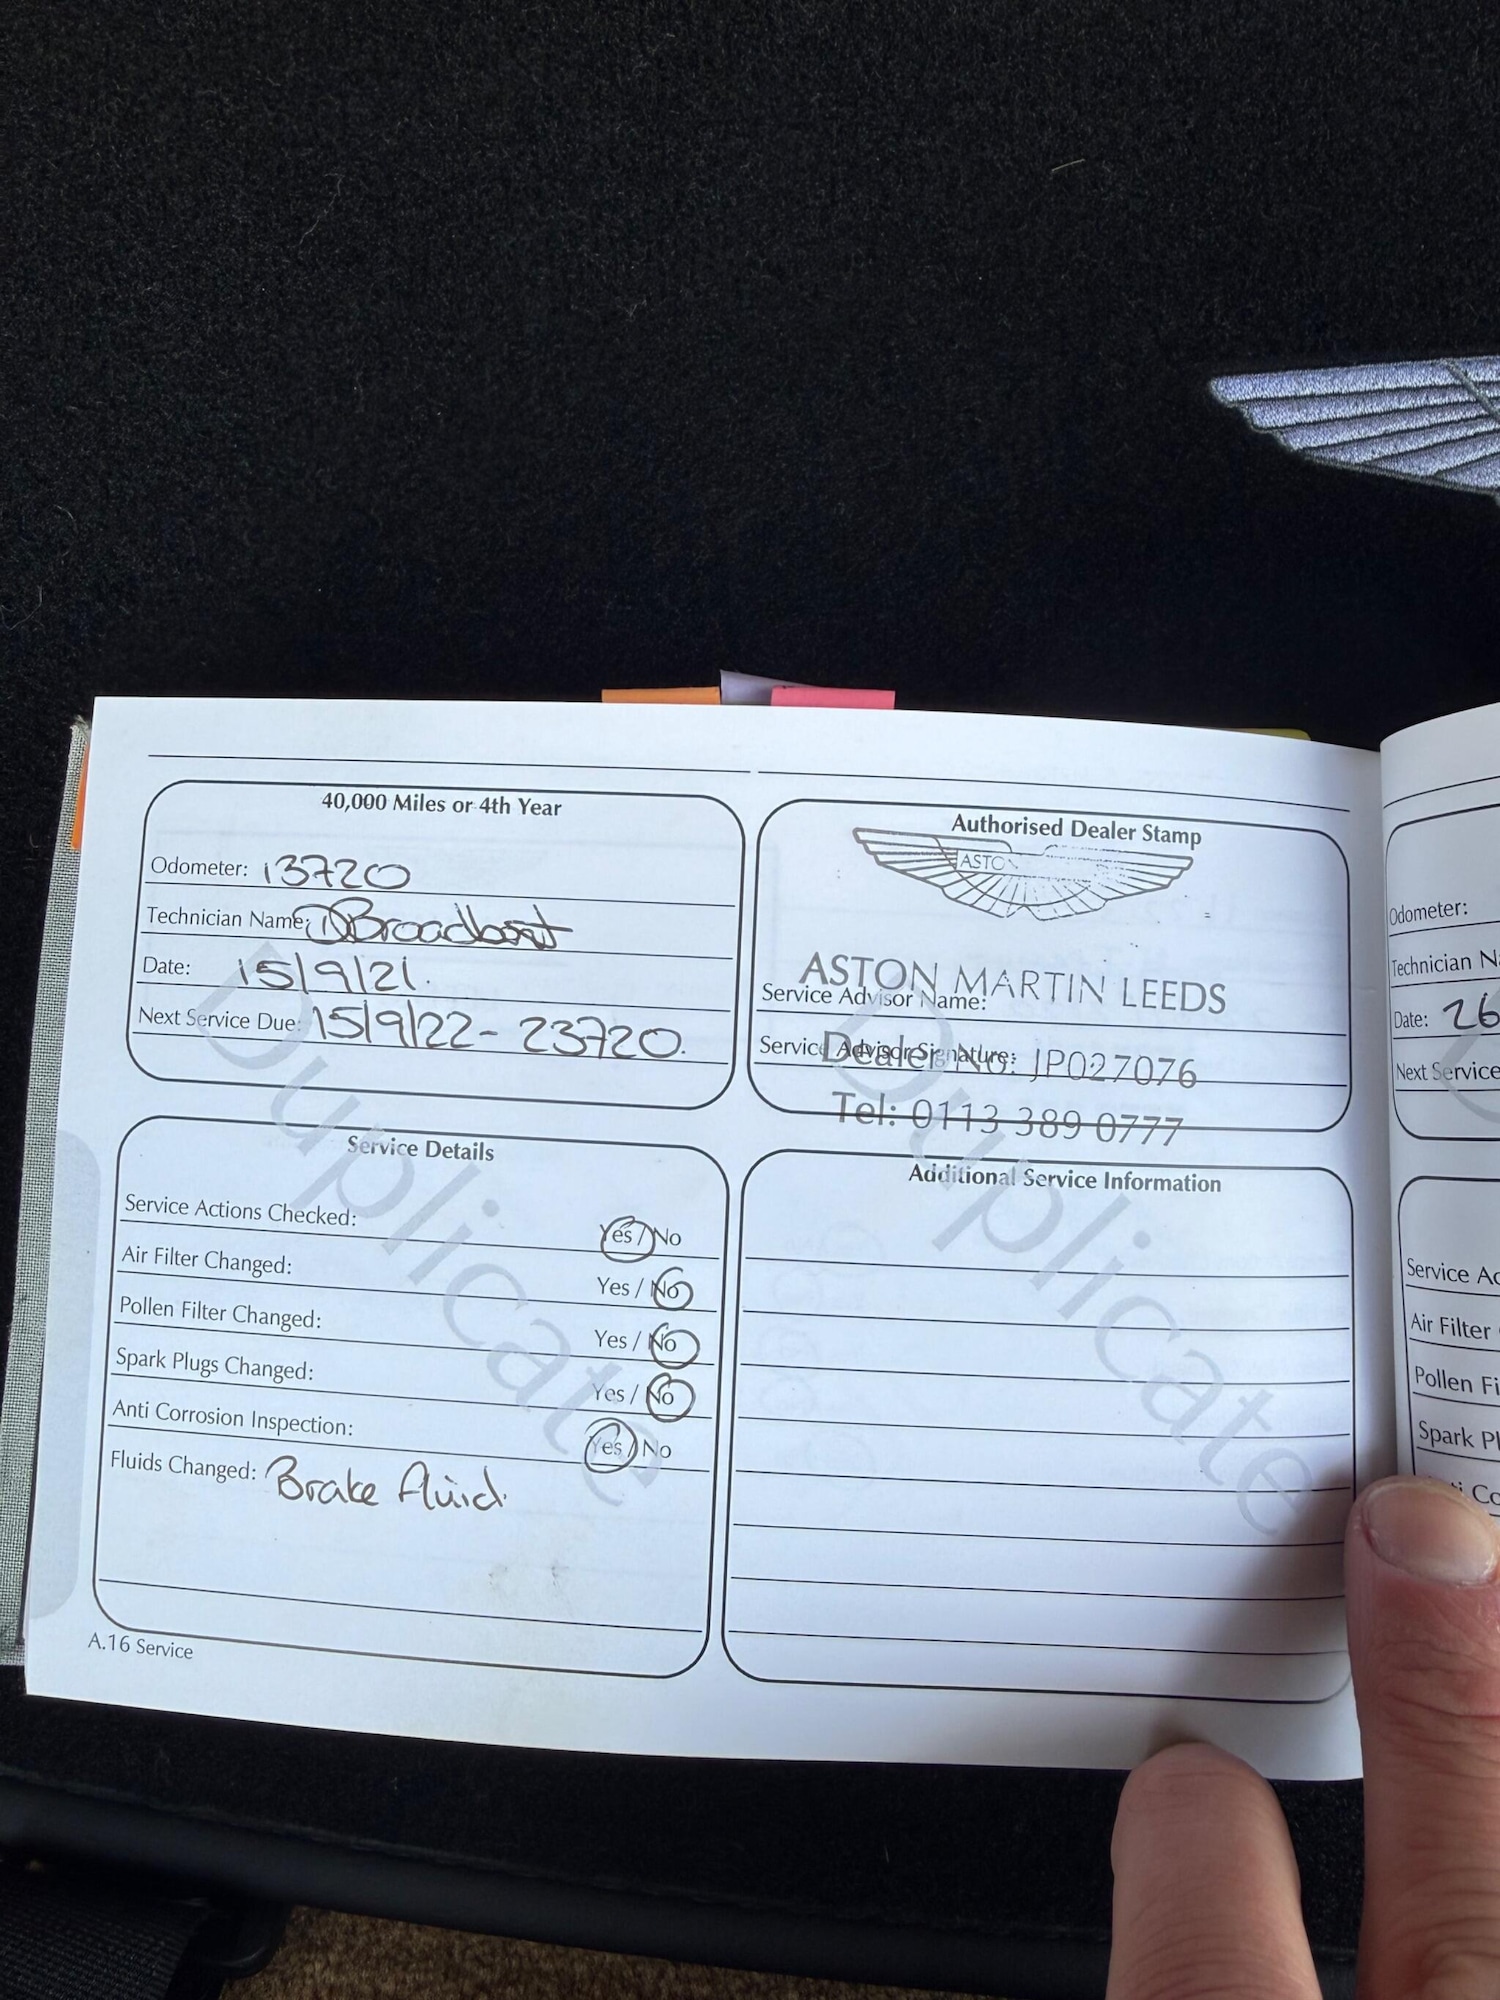 40,000 Miles or 4th Year
Odometer: 13720
Technician Name: Broadbent
Date: 15/9/21.
Next Service Due: 15/9/22 - 23720.
Authorised Dealer Stamp
ASTON
ASTON MARTIN LEEDS
Service Advisor Name:
Service Advisor Signature:
Dealer No: JP027076
Tel: 0113 389 0777
Service Details
Service Actions Checked: Yes / No
Air Filter Changed: Yes / No
Pollen Filter Changed: Yes / No
Spark Plugs Changed: Yes / No
Anti Corrosion Inspection: Yes / No
Fluids Changed: Brake fluid.
Additional Service Information
Duplicate
Duplicate
A.16 Service
Odometer:
Technician
Date: 26
Next Service
Service
Air Filter
Pollen
Spark